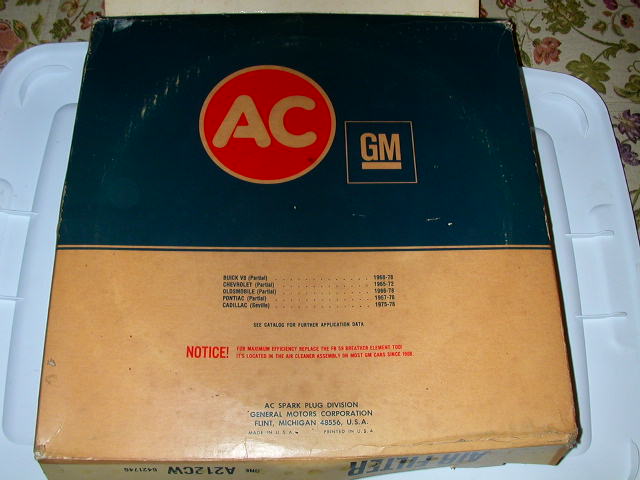 AC
GM
BUICK V8 (Partial) . . . . . . . . . . . . . . . . . . 1968-78
CHEVROLET (Partial) . . . . . . . . . . . . . . . . . . 1965-72
OLDSMOBILE (Partial) . . . . . . . . . . . . . . . . . . 1966-78
PONTIAC (Partial) . . . . . . . . . . . . . . . . . . 1967-78
CADILLAC (Seville) . . . . . . . . . . . . . . . . . . 1975-78
SEE CATALOG FOR FURTHER APPLICATION DATA
NOTICE! FOR MAXIMUM EFFICIENCY REPLACE THE FB 59 BREATHER ELEMENT TOO!
IT'S LOCATED IN THE AIR CLEANER ASSEMBLY ON MOST GM CARS SINCE 1968.
AC SPARK PLUG DIVISION
GENERAL MOTORS CORPORATION
FLINT, MICHIGAN 48556, U.S.A.
MADE IN U.S.A. PRINTED IN U.S.A.
AIR FILTER
ONE A212CW 6421746